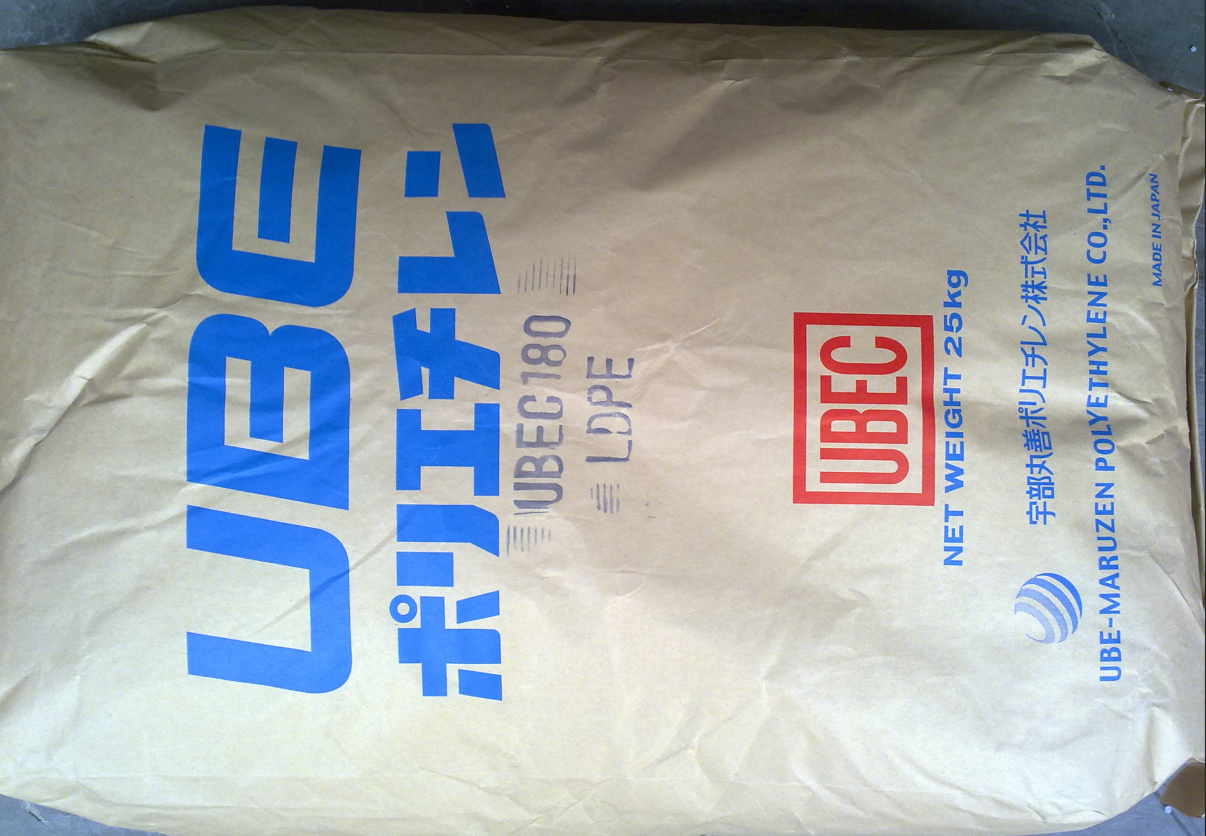 UBE
ポリエチレン
UBEC180
LDPE
UBEC
NET WEIGHT 25kg
宇部丸善ポリエチレン株式会社
UBE-MARUZEN POLYETHYLENE CO.,LTD.
MADE IN JAPAN